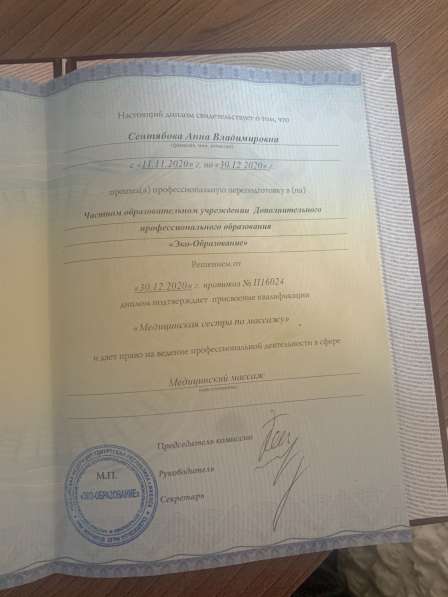 Настоящий диплом свидетельствует о том, что
Сентябова Анна Владимировна
(фамилия, имя, отчество)
с «11.11.2020» г. по «30.12.2020» г.
прошел(а) профессиональную переподготовку в (на)
Частном образовательном учреждении Дополнительного
профессионального образования
«Эко-Образование»
Решением от
«30.12.2020» г. протокол № П16024
диплом подтверждает присвоение квалификации
«Медицинская сестра по массажу»
и дает право на ведение профессиональной деятельности в сфере
Медицинский массаж
Председатель комиссии
М.П.
Руководитель
«ЭКО-ОБРАЗОВАНИЕ»
Секретарь